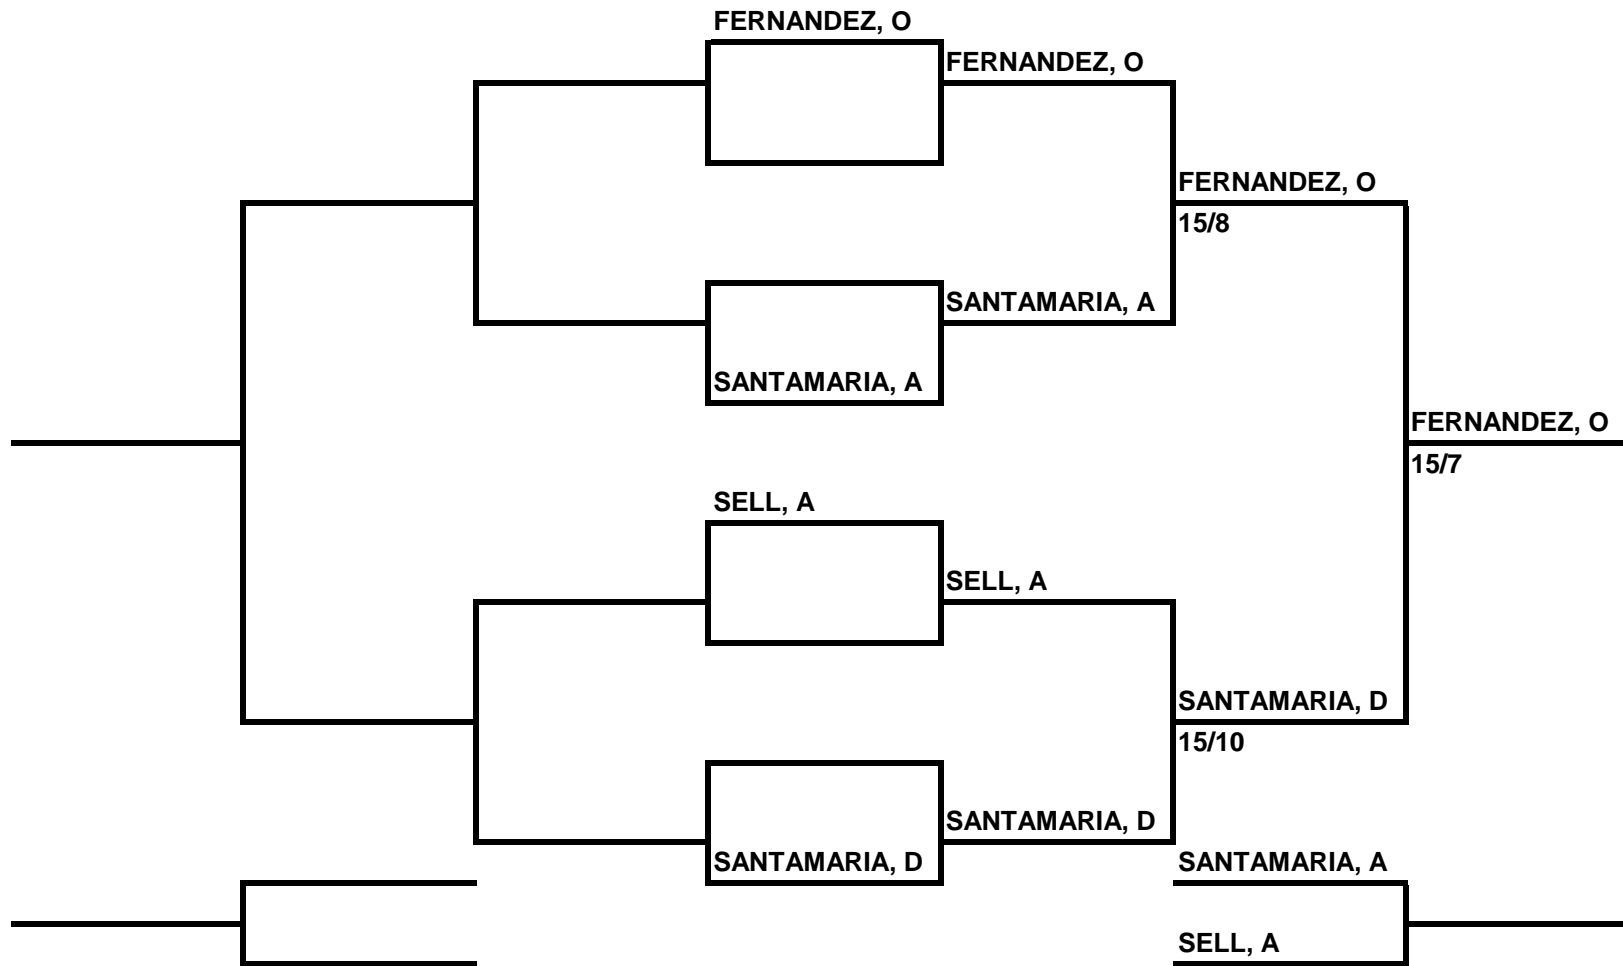 FERNANDEZ, O
FERNANDEZ, O
FERNANDEZ, O
15/8
SANTAMARIA, A
SANTAMARIA, A
FERNANDEZ, O
15/7
SELL, A
SELL, A
SANTAMARIA, D
15/10
SANTAMARIA, D
SANTAMARIA, D
SANTAMARIA, A
SELL, A